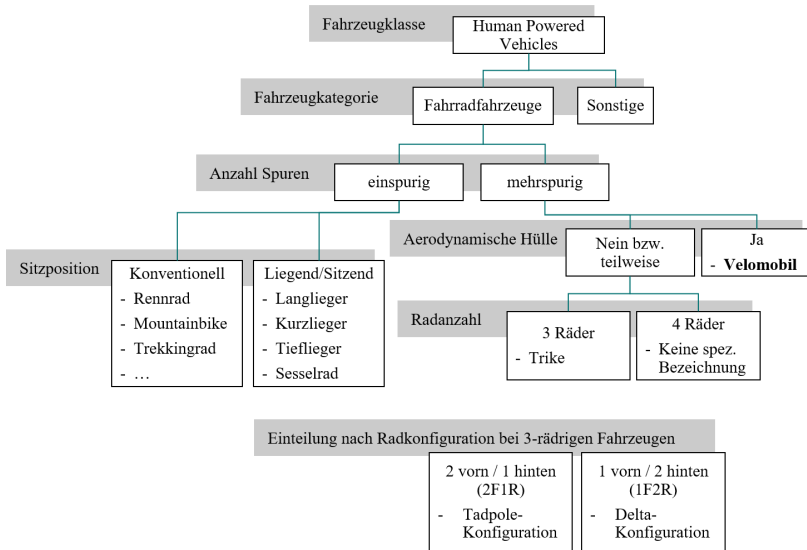 Fahrzeugklasse
Human Powered
Vehicles
Fahrzeugkategorie
Fahrradfahrzeuge
Sonstige
Anzahl Spuren
einspurig
mehrspurig
Aerodynamische Hülle
Nein bzw.
teilweise
Ja
- Velomobil
Sitzposition
Konventionell
- Rennrad
- Mountainbike
- Trekkingrad
- …
Liegend/Sitzend
- Langlieger
- Kurzlieger
- Tieflieger
- Sesselrad
Radanzahl
3 Räder
- Trike
4 Räder
- Keine spez.
Bezeichnung
Einteilung nach Radkonfiguration bei 3-rädrigen Fahrzeugen
2 vorn / 1 hinten
(2F1R)
- Tadpole-
Konfiguration
1 vorn / 2 hinten
(1F2R)
- Delta-
Konfiguration